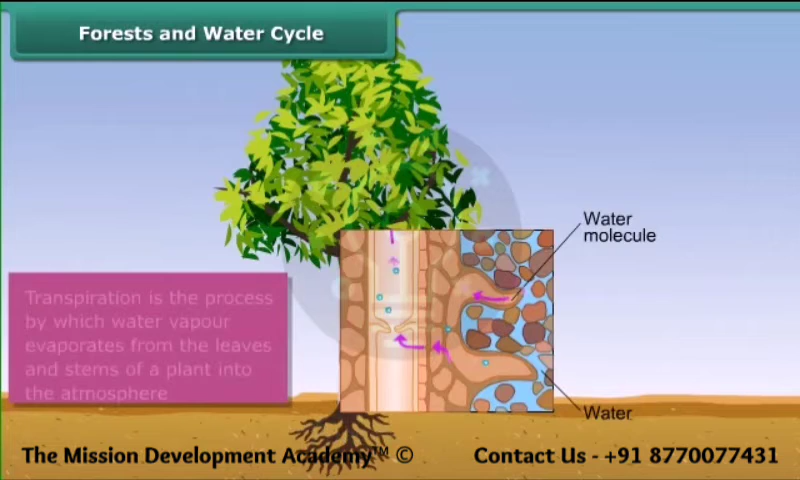 Forests and Water Cycle
Water
molecule
Transpiration is the process
by which water vapour
evaporates from the leaves
and stems of a plant into
the atmosphere
Water
The Mission Development Academy™ ©
Contact Us - +91 8770077431